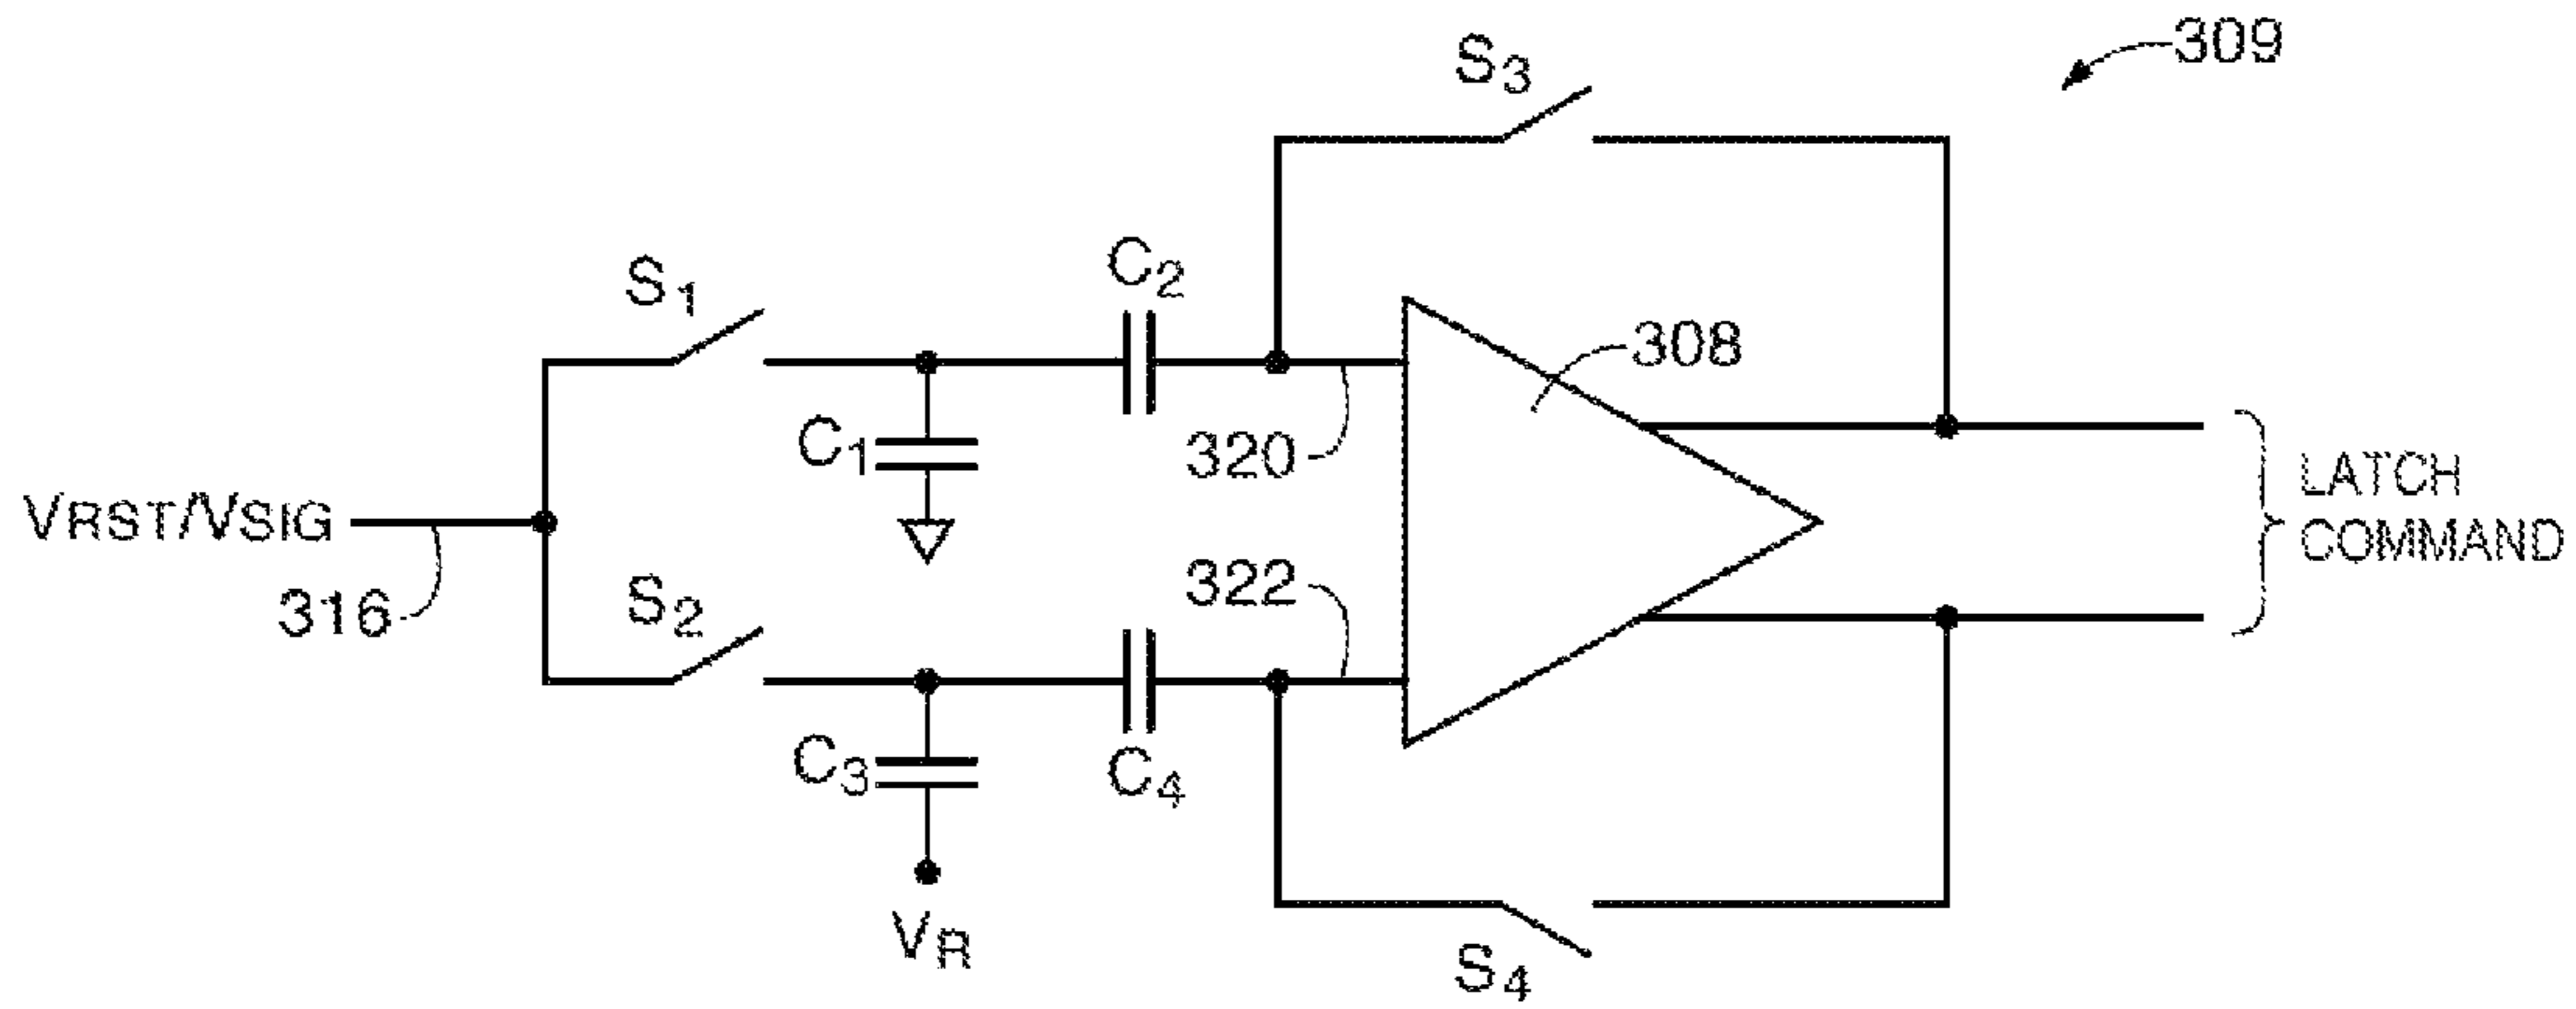 309
S3
308
C2
S1
C1
320
VRST/VSIG
316
LATCH
COMMAND
322
S2
C3
C4
VR
S4